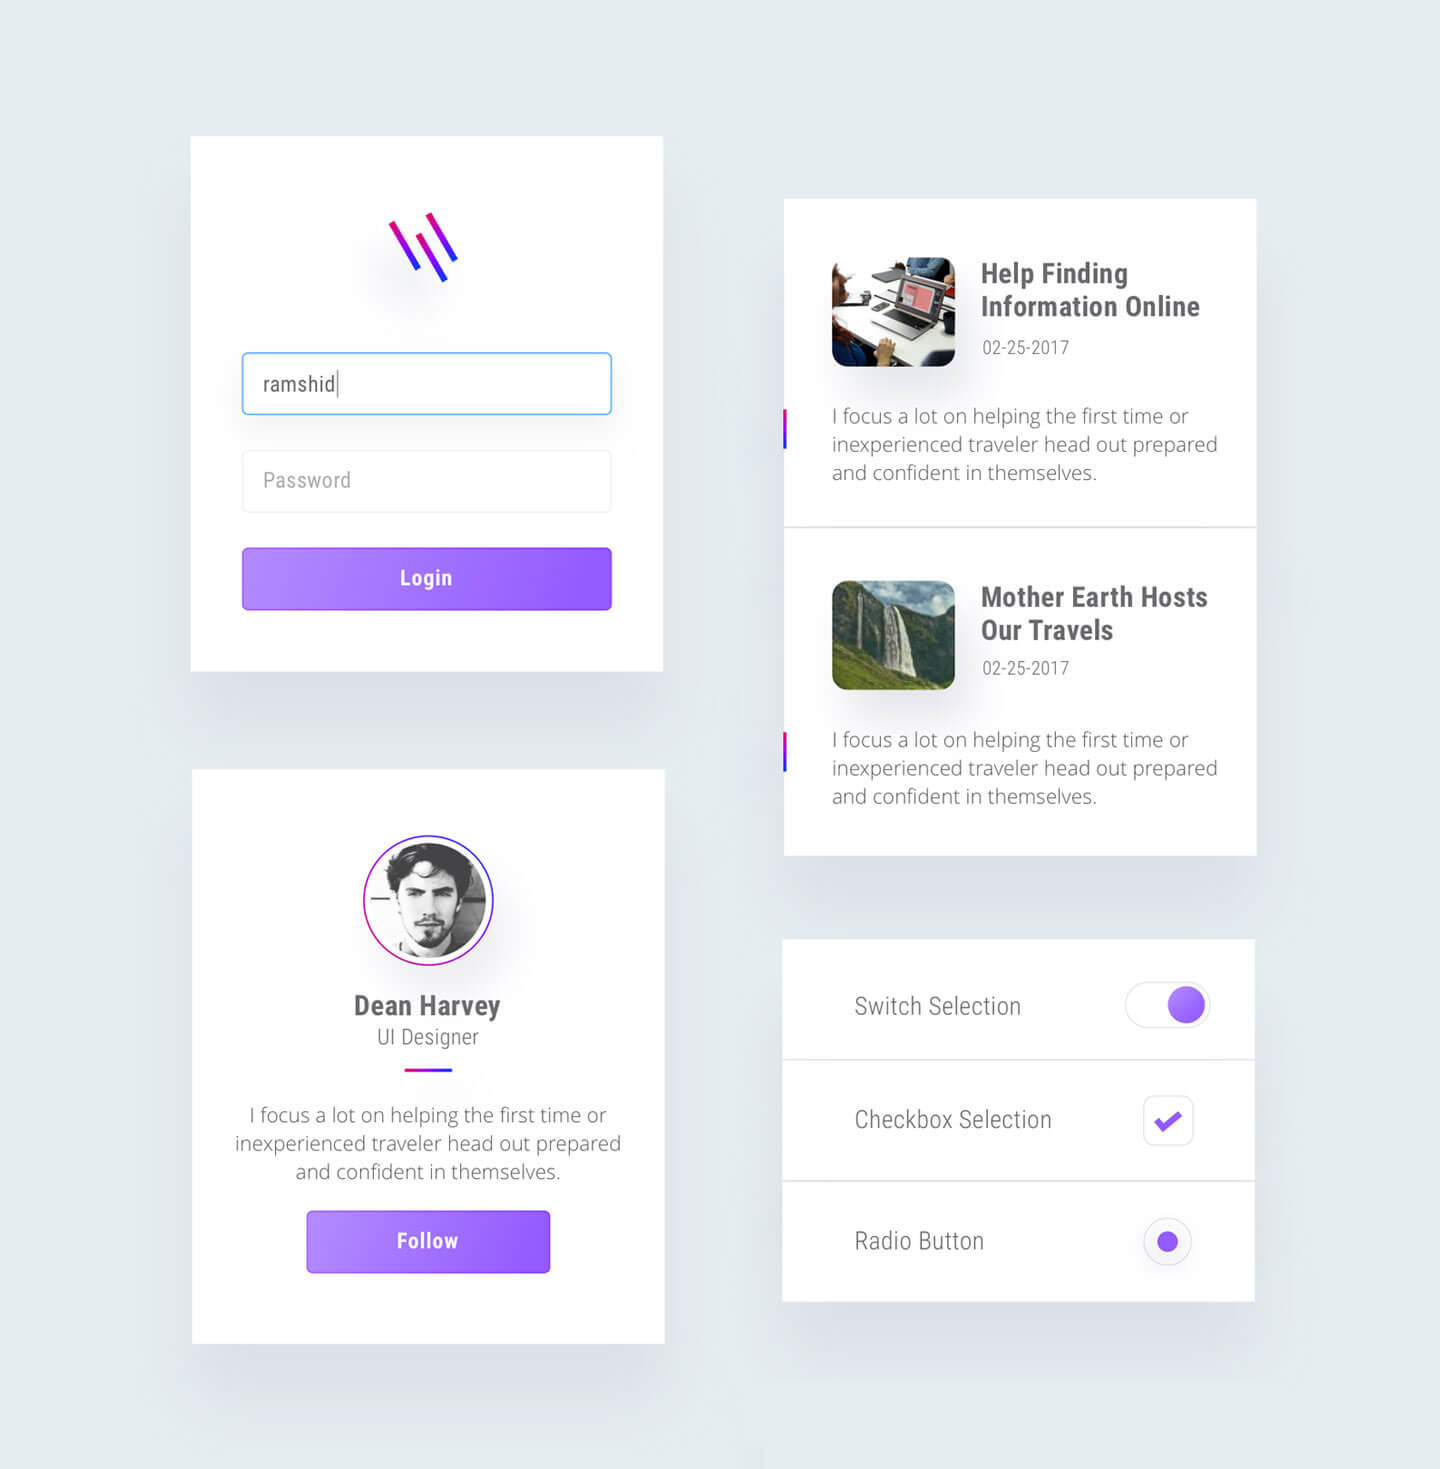 ramshid
Password
Login
Dean Harvey
UI Designer
I focus a lot on helping the first time or
inexperienced traveler head out prepared
and confident in themselves.
Follow
Help Finding
Information Online
02-25-2017
I focus a lot on helping the first time or
inexperienced traveler head out prepared
and confident in themselves.
Mother Earth Hosts
Our Travels
02-25-2017
I focus a lot on helping the first time or
inexperienced traveler head out prepared
and confident in themselves.
Switch Selection
Checkbox Selection
Radio Button